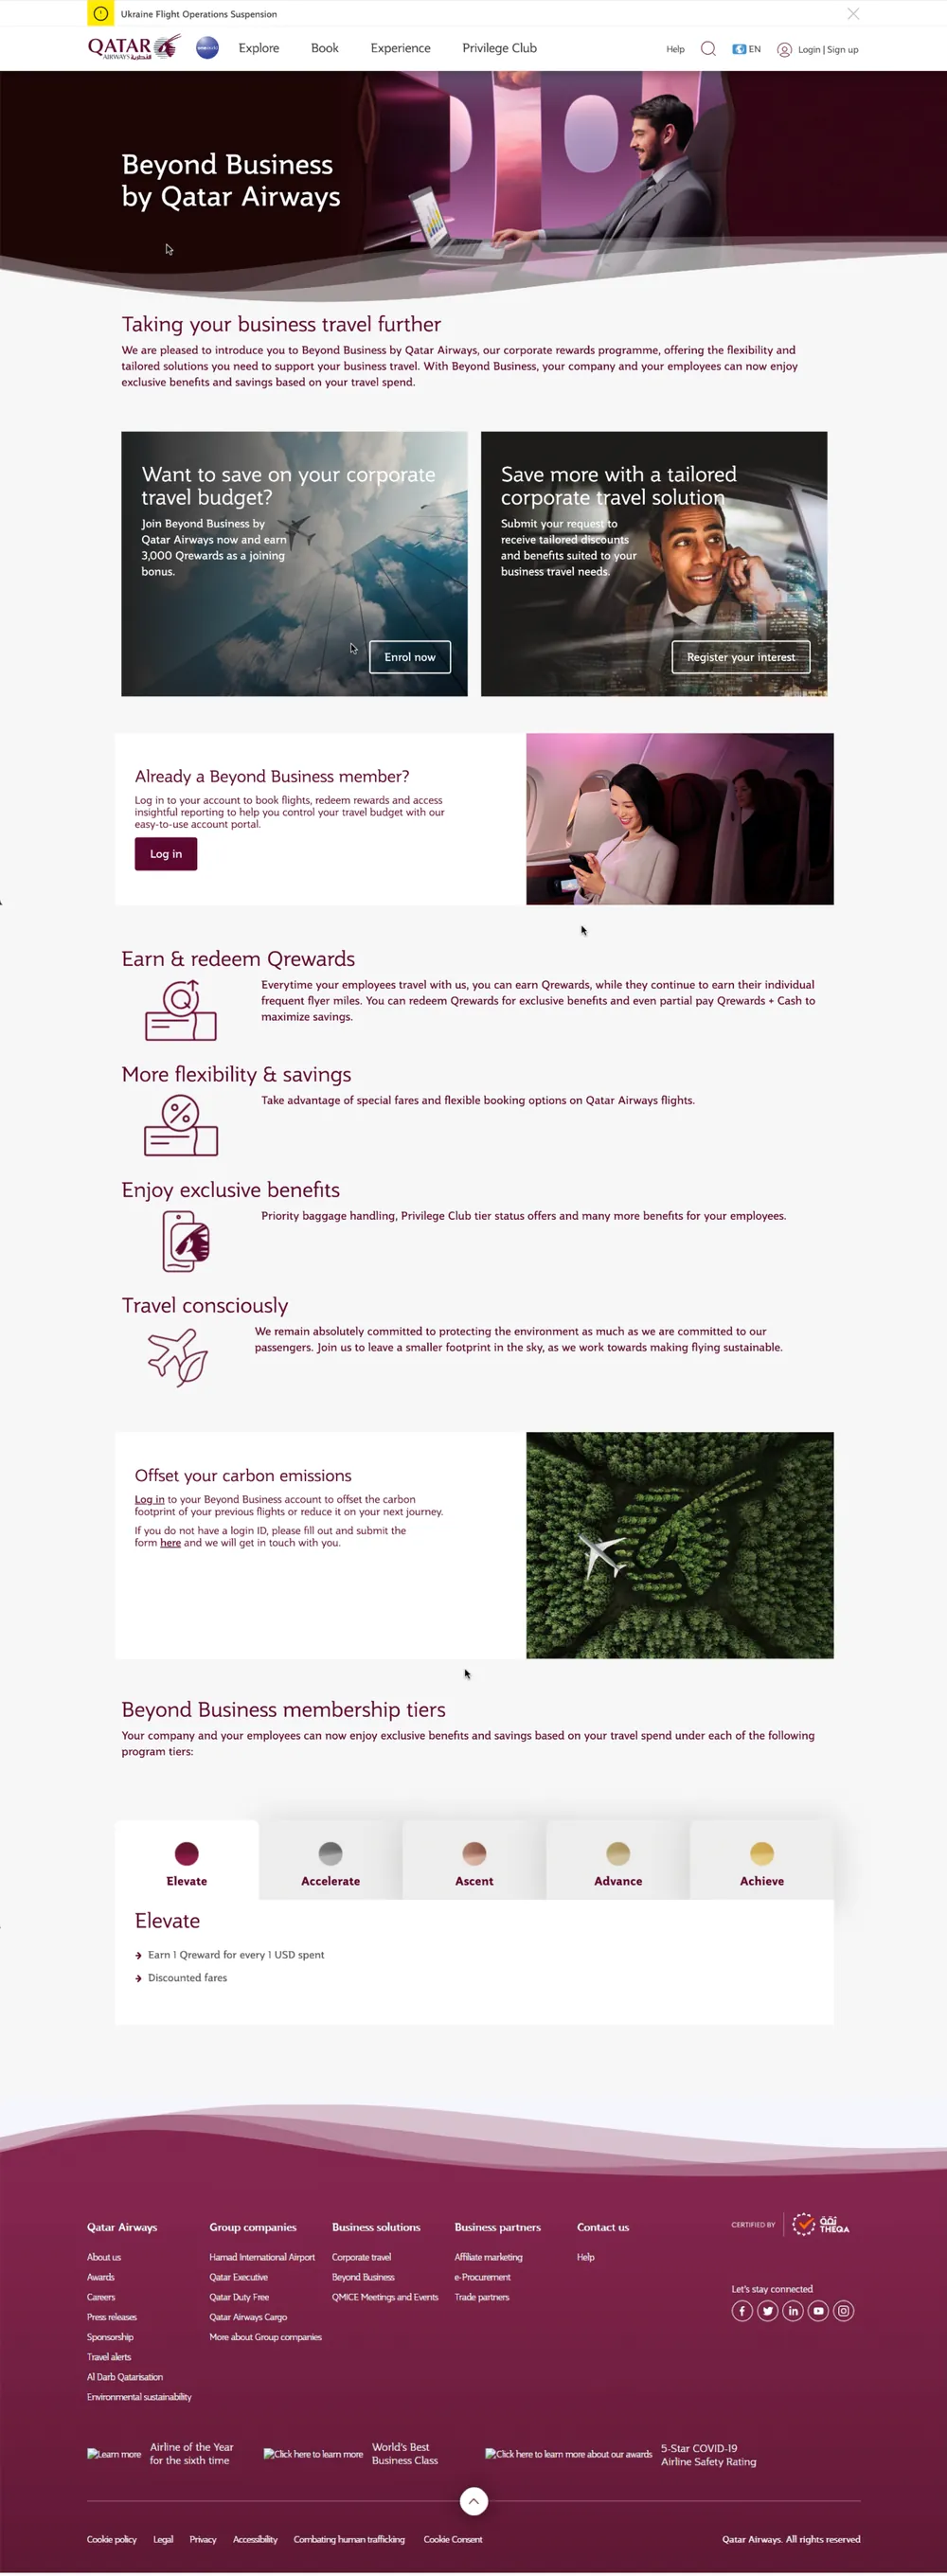 Ukraine Flight Operations Suspension
QATAR
AIRWAYS القطرية
oneworld
Explore
Book
Experience
Privilege Club
Help
EN
Login | Sign up
Beyond Business
by Qatar Airways
Taking your business travel further
We are pleased to introduce you to Beyond Business by Qatar Airways, our corporate rewards programme, offering the flexibility and
tailored solutions you need to support your business travel. With Beyond Business, your company and your employees can now enjoy
exclusive benefits and savings based on your travel spend.
Want to save on your corporate
travel budget?
Join Beyond Business by
Qatar Airways now and earn
3,000 Qrewards as a joining
bonus.
Enrol now
Save more with a tailored
corporate travel solution
Submit your request to
receive tailored discounts
and benefits suited to your
business travel needs.
Register your interest
Already a Beyond Business member?
Log in to your account to book flights, redeem rewards and access
insightful reporting to help you control your travel budget with our
easy-to-use account portal.
Log in
Earn & redeem Qrewards
Everytime your employees travel with us, you can earn Qrewards, while they continue to earn their individual
frequent flyer miles. You can redeem Qrewards for exclusive benefits and even partial pay Qrewards + Cash to
maximize savings.
More flexibility & savings
Take advantage of special fares and flexible booking options on Qatar Airways flights.
Enjoy exclusive benefits
Priority baggage handling, Privilege Club tier status offers and many more benefits for your employees.
Travel consciously
We remain absolutely committed to protecting the environment as much as we are committed to our
passengers. Join us to leave a smaller footprint in the sky, as we work towards making flying sustainable.
Offset your carbon emissions
Log in to your Beyond Business account to offset the carbon
footprint of your previous flights or reduce it on your next journey.
If you do not have a login ID, please fill out and submit the
form here and we will get in touch with you.
Beyond Business membership tiers
Your company and your employees can now enjoy exclusive benefits and savings based on your travel spend under each of the following
program tiers:
Elevate
Accelerate
Ascent
Advance
Achieve
Elevate
Earn 1 Qreward for every 1 USD spent
Discounted fares
Qatar Airways
About us
Awards
Careers
Press releases
Sponsorship
Travel alerts
Al Darb Qatarisation
Environmental sustainability
Group companies
Hamad International Airport
Qatar Executive
Qatar Duty Free
Qatar Airways Cargo
More about Group companies
Business solutions
Corporate travel
Beyond Business
QMICE Meetings and Events
Business partners
Affiliate marketing
e-Procurement
Trade partners
Contact us
Help
CERTIFIED BY
ثقة
THEQA
Let's stay connected
Learn more
Airline of the Year
for the sixth time
Click here to learn more
World's Best
Business Class
Click here to learn more about our awards
5-Star COVID-19
Airline Safety Rating
Cookie policy
Legal
Privacy
Accessibility
Combating human trafficking
Cookie Consent
Qatar Airways. All rights reserved